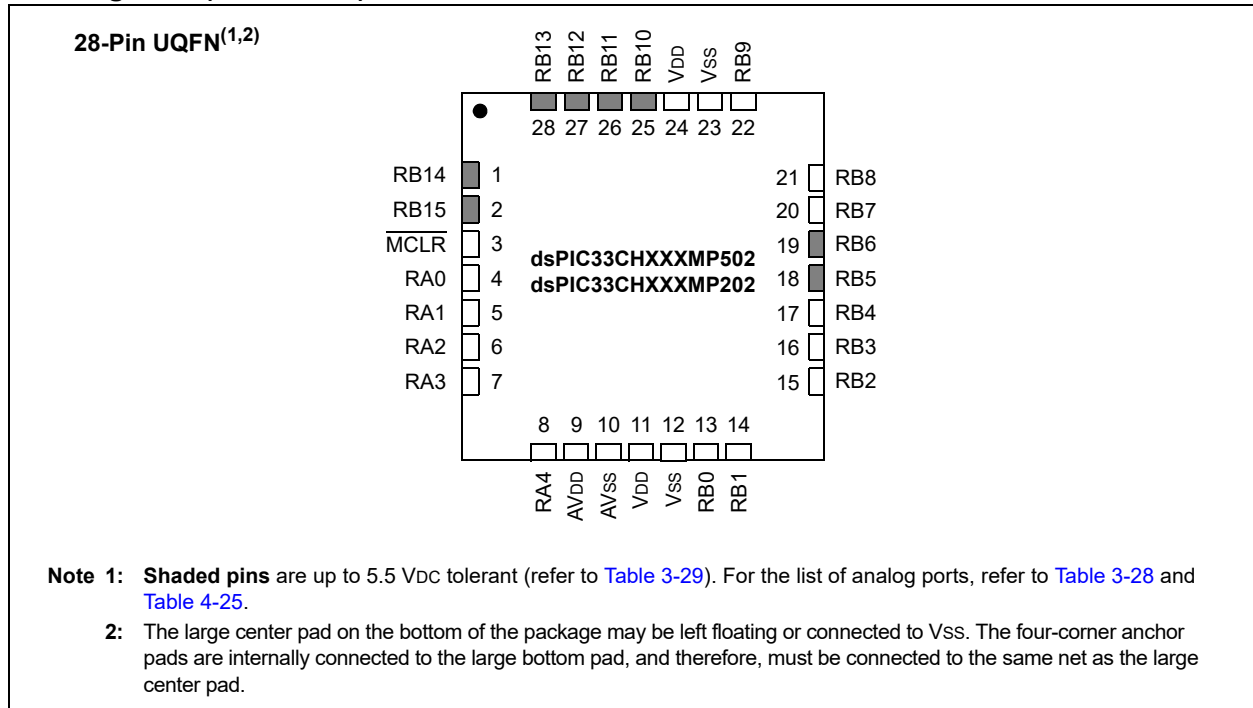 28-Pin UQFN(1,2)
RB13
RB12
RB11
RB10
VDD
VSS
RB9
28 27 26 25 24 23 22
RB14 1
RB15 2
MCLR 3
RA0 4
RA1 5
RA2 6
RA3 7
21 RB8
20 RB7
19 RB6
18 RB5
17 RB4
16 RB3
15 RB2
dsPIC33CHXXXMP502
dsPIC33CHXXXMP202
8 9 10 11 12 13 14
RA4
AVDD
AVSS
VDD
VSS
RB0
RB1
Note 1: Shaded pins are up to 5.5 VDC tolerant (refer to Table 3-29). For the list of analog ports, refer to Table 3-28 and
Table 4-25.
2: The large center pad on the bottom of the package may be left floating or connected to VSS. The four-corner anchor
pads are internally connected to the large bottom pad, and therefore, must be connected to the same net as the large
center pad.